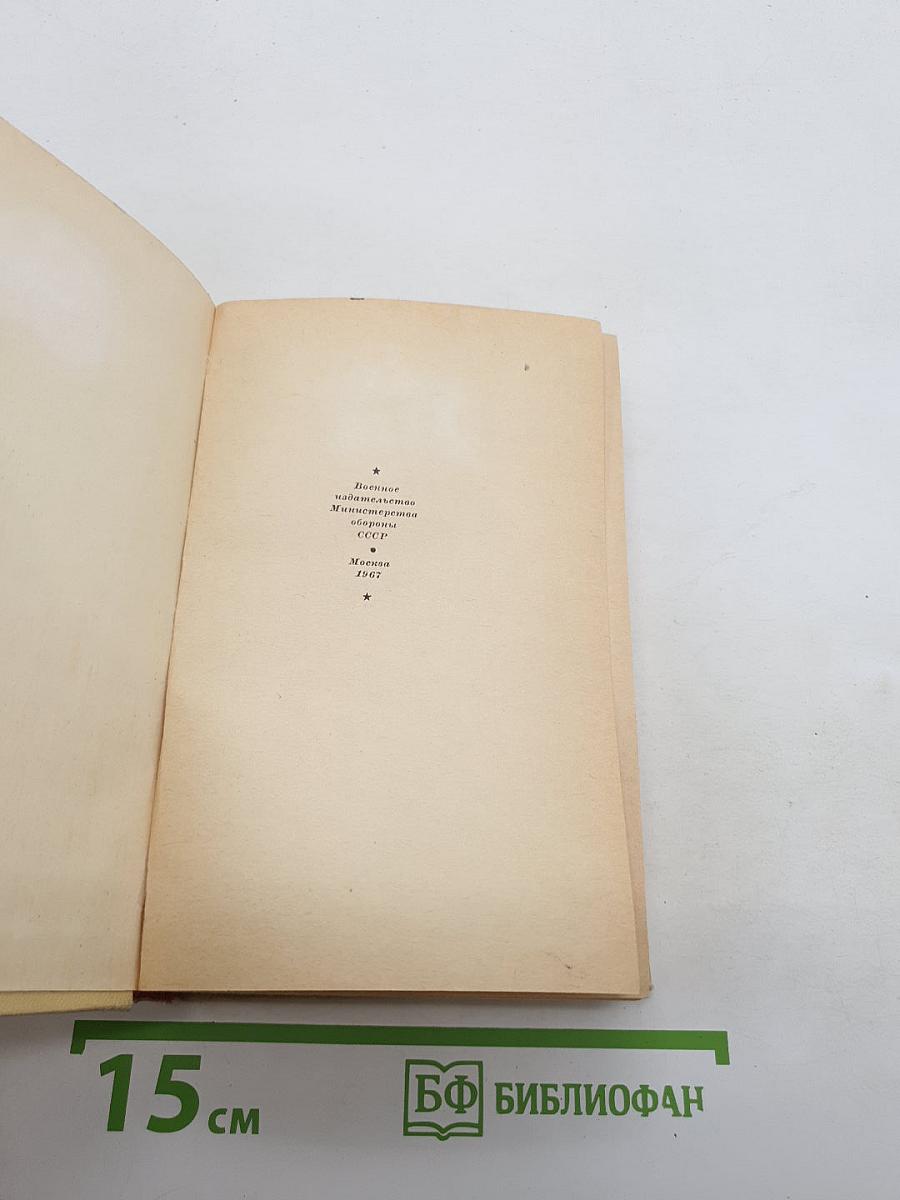 ★
Военное
издательство
Министерства
обороны
СССР
●
Москва
1967
★
15 см
БФ БИБЛИОФАН